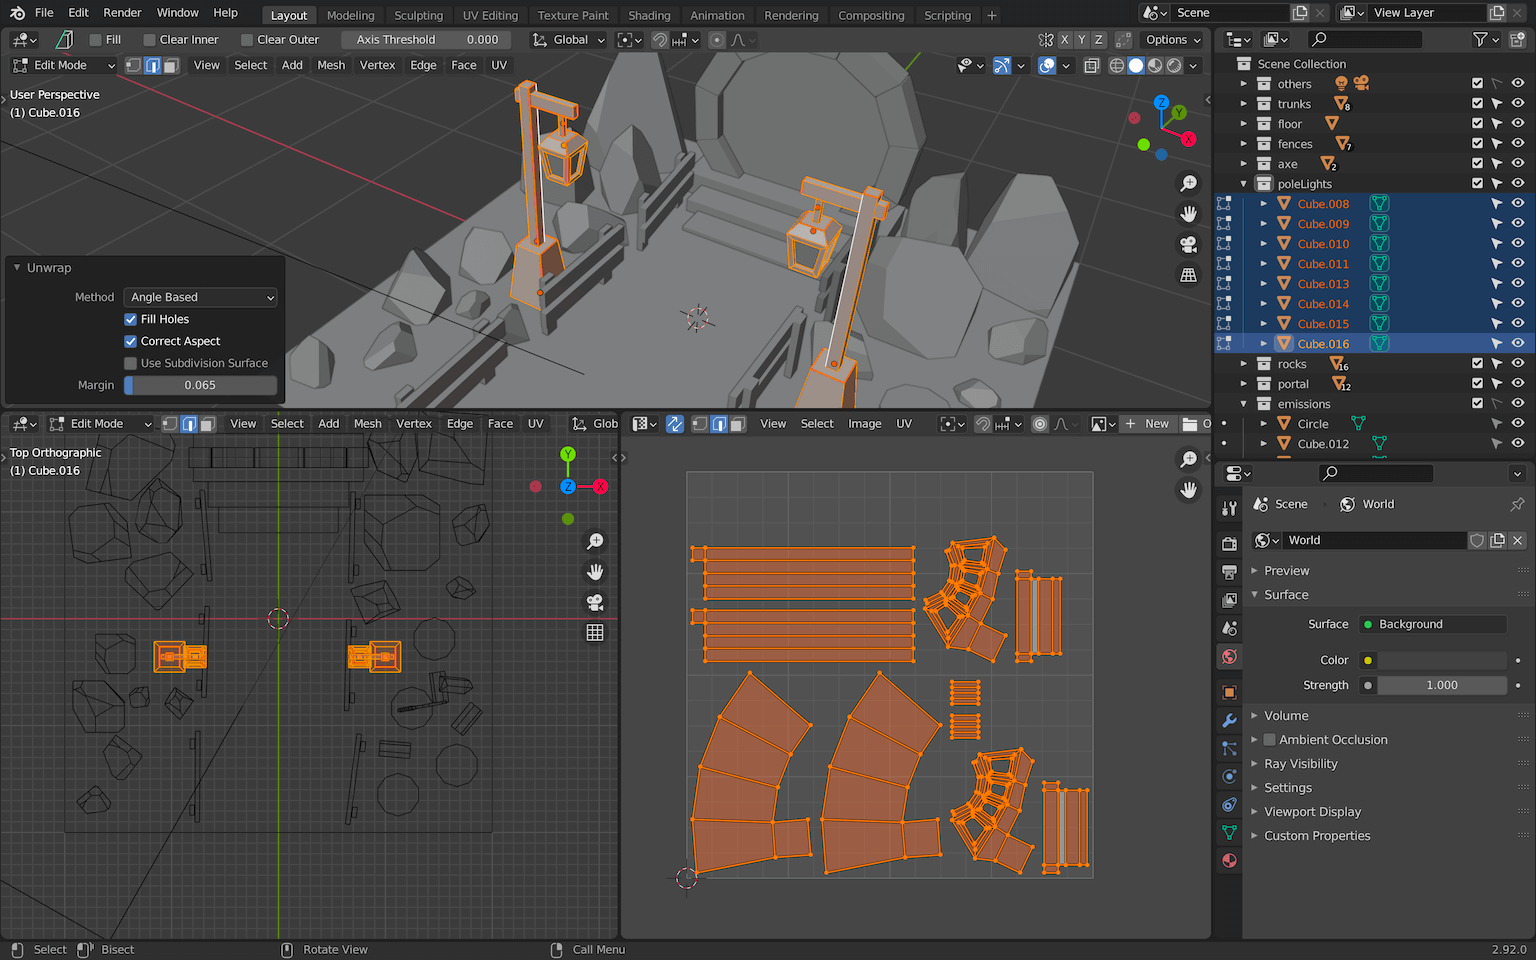 File Edit Render Window Help Layout Modeling Sculpting UV Editing Texture Paint Shading Animation Rendering Compositing Scripting + Scene View Layer
Fill Clear Inner Clear Outer Axis Threshold 0.000 Global X Y Z Options
Edit Mode View Select Add Mesh Vertex Edge Face UV
User Perspective
(1) Cube.016
Z
Y
X
Unwrap
Method Angle Based
Fill Holes
Correct Aspect
Use Subdivision Surface
Margin 0.065
Scene Collection
others
trunks 8
floor
fences 7
axe 2
poleLights
Cube.008
Cube.009
Cube.010
Cube.011
Cube.013
Cube.014
Cube.015
Cube.016
rocks 16
portal 12
emissions
Circle
Cube.012
Edit Mode View Select Add Mesh Vertex Edge Face UV Glob
Top Orthographic
(1) Cube.016
Y
Z X
View Select Image UV + New O
Scene World
World
Preview
Surface
Surface Background
Color
Strength 1.000
Volume
Ambient Occlusion
Ray Visibility
Settings
Viewport Display
Custom Properties
Select Bisect Rotate View Call Menu 2.92.0